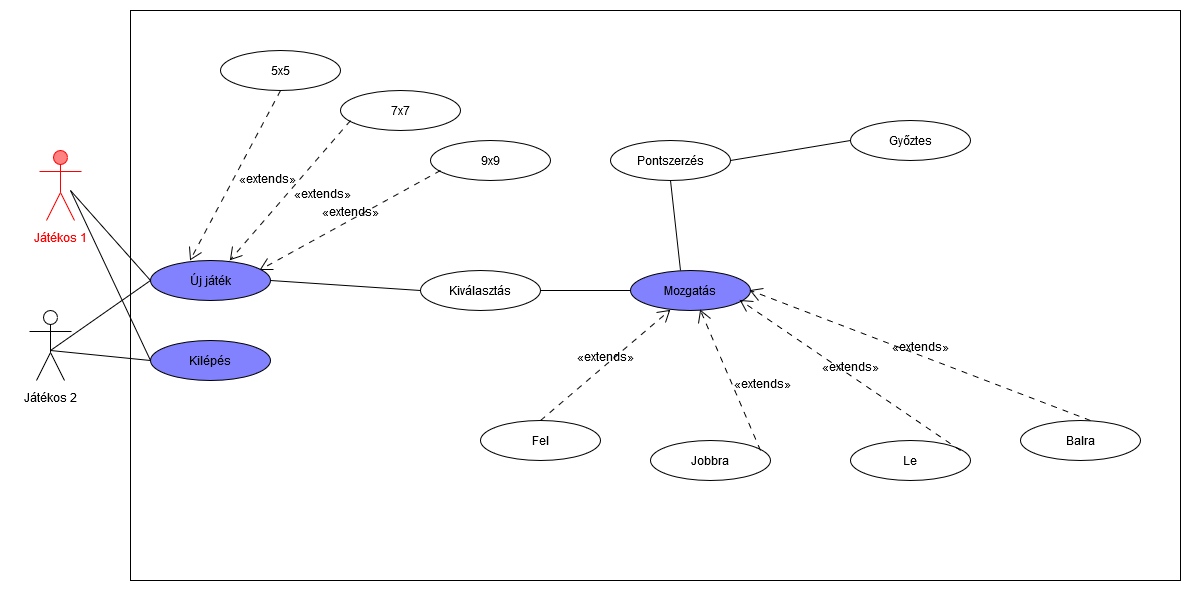 5x5
7x7
9x9
Győztes
Pontszerzés
«extends»
«extends»
«extends»
Játékos 1
Új játék
Kiválasztás
Mozgatás
Kilépés
«extends»
«extends»
«extends»
«extends»
Játékos 2
Fel
Jobbra
Le
Balra